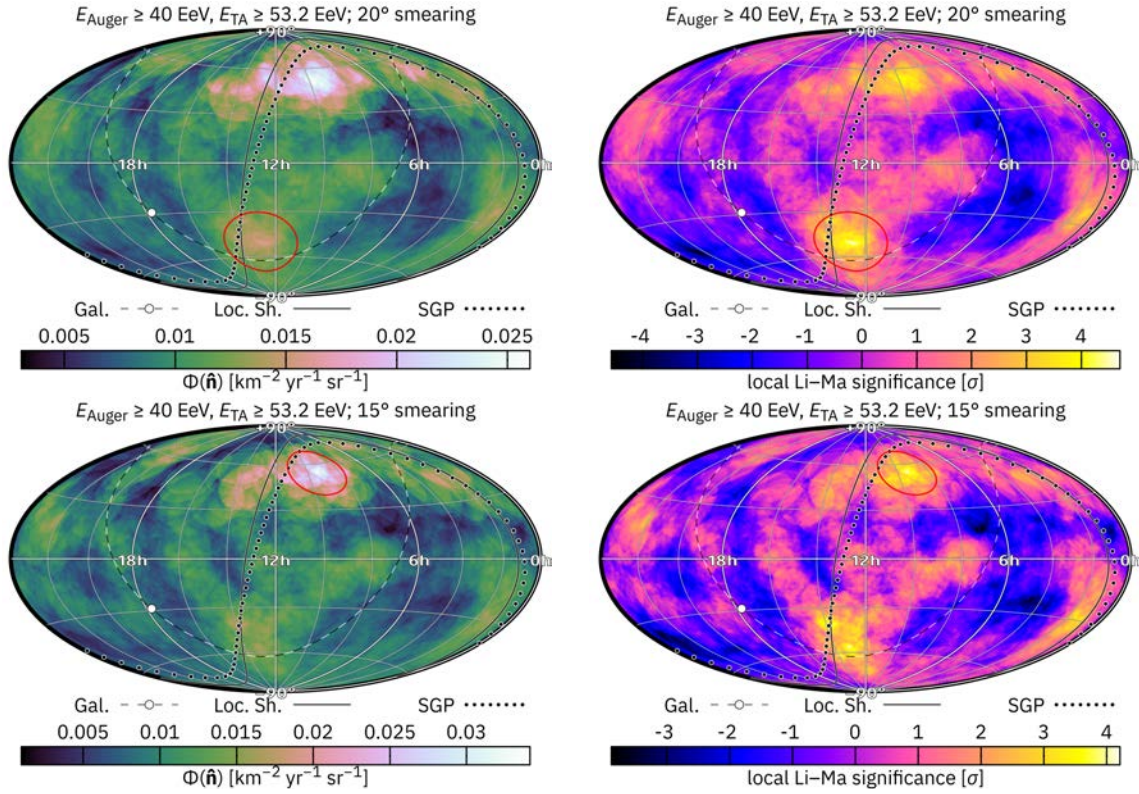 E_Auger ≥ 40 EeV, E_TA ≥ 53.2 EeV; 20° smearing
+90°
18h 12h 6h 0h
−90°
Gal. Loc. Sh. SGP
0.005 0.01 0.015 0.02 0.025
Φ(n̂) [km⁻² yr⁻¹ sr⁻¹]
E_Auger ≥ 40 EeV, E_TA ≥ 53.2 EeV; 20° smearing
+90°
18h 12h 6h 0h
−90°
Gal. Loc. Sh. SGP
-4 -3 -2 -1 0 1 2 3 4
local Li–Ma significance [σ]
E_Auger ≥ 40 EeV, E_TA ≥ 53.2 EeV; 15° smearing
+90°
18h 12h 6h 0h
−90°
Gal. Loc. Sh. SGP
0.005 0.01 0.015 0.02 0.025 0.03
Φ(n̂) [km⁻² yr⁻¹ sr⁻¹]
E_Auger ≥ 40 EeV, E_TA ≥ 53.2 EeV; 15° smearing
+90°
18h 12h 6h 0h
−90°
Gal. Loc. Sh. SGP
-3 -2 -1 0 1 2 3 4
local Li–Ma significance [σ]